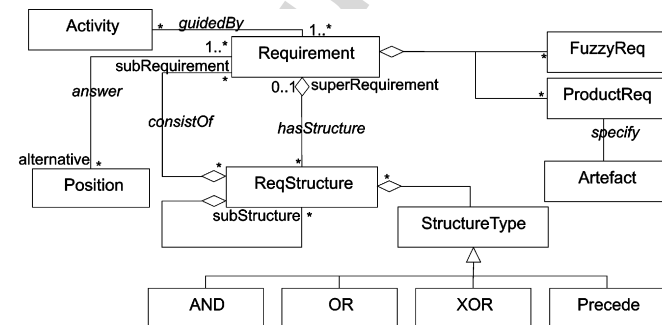 Activity
* guidedBy 1..*
1..*
Requirement
FuzzyReq
*
subRequirement
*
0..1 superRequirement
ProductReq
*
answer
consistOf
hasStructure
specify
alternative *
*
*
Position
ReqStructure
*
Artefact
subStructure *
StructureType
AND
OR
XOR
Precede